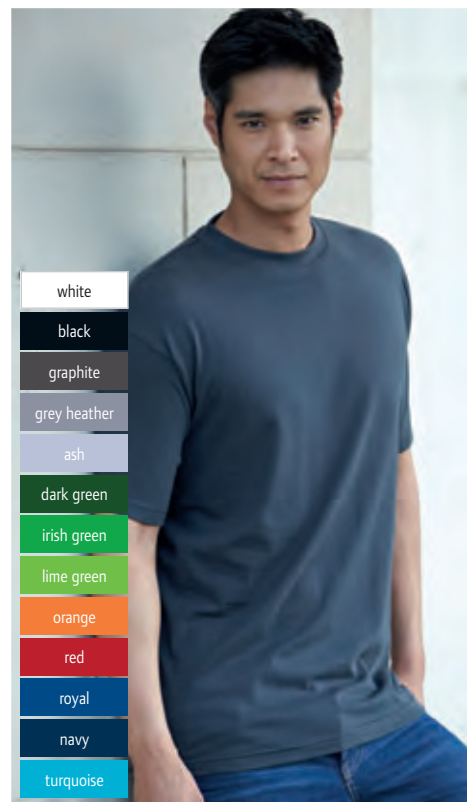 white
black
graphite
grey heather
ash
dark green
irish green
lime green
orange
red
royal
navy
turquoise